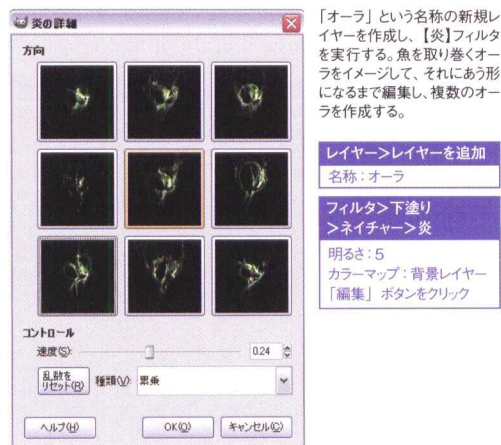 炎の詳細
方向
コントロール
速度(S):
0.24
乱数を
リセット(R)
種類(V):
累乗
ヘルプ(H)
OK(O)
キャンセル(C)
「オーラ」という名称の新規レ
イヤーを作成し、【炎】フィルタ
を実行する。魚を取り巻くオー
ラをイメージして、それにあう形
になるまで編集し、複数のオー
ラを作成する。
レイヤー＞レイヤーを追加
名称：オーラ
フィルタ＞下塗り
＞ネイチャー＞炎
明るさ：5
カラーマップ：背景レイヤー
「編集」ボタンをクリック